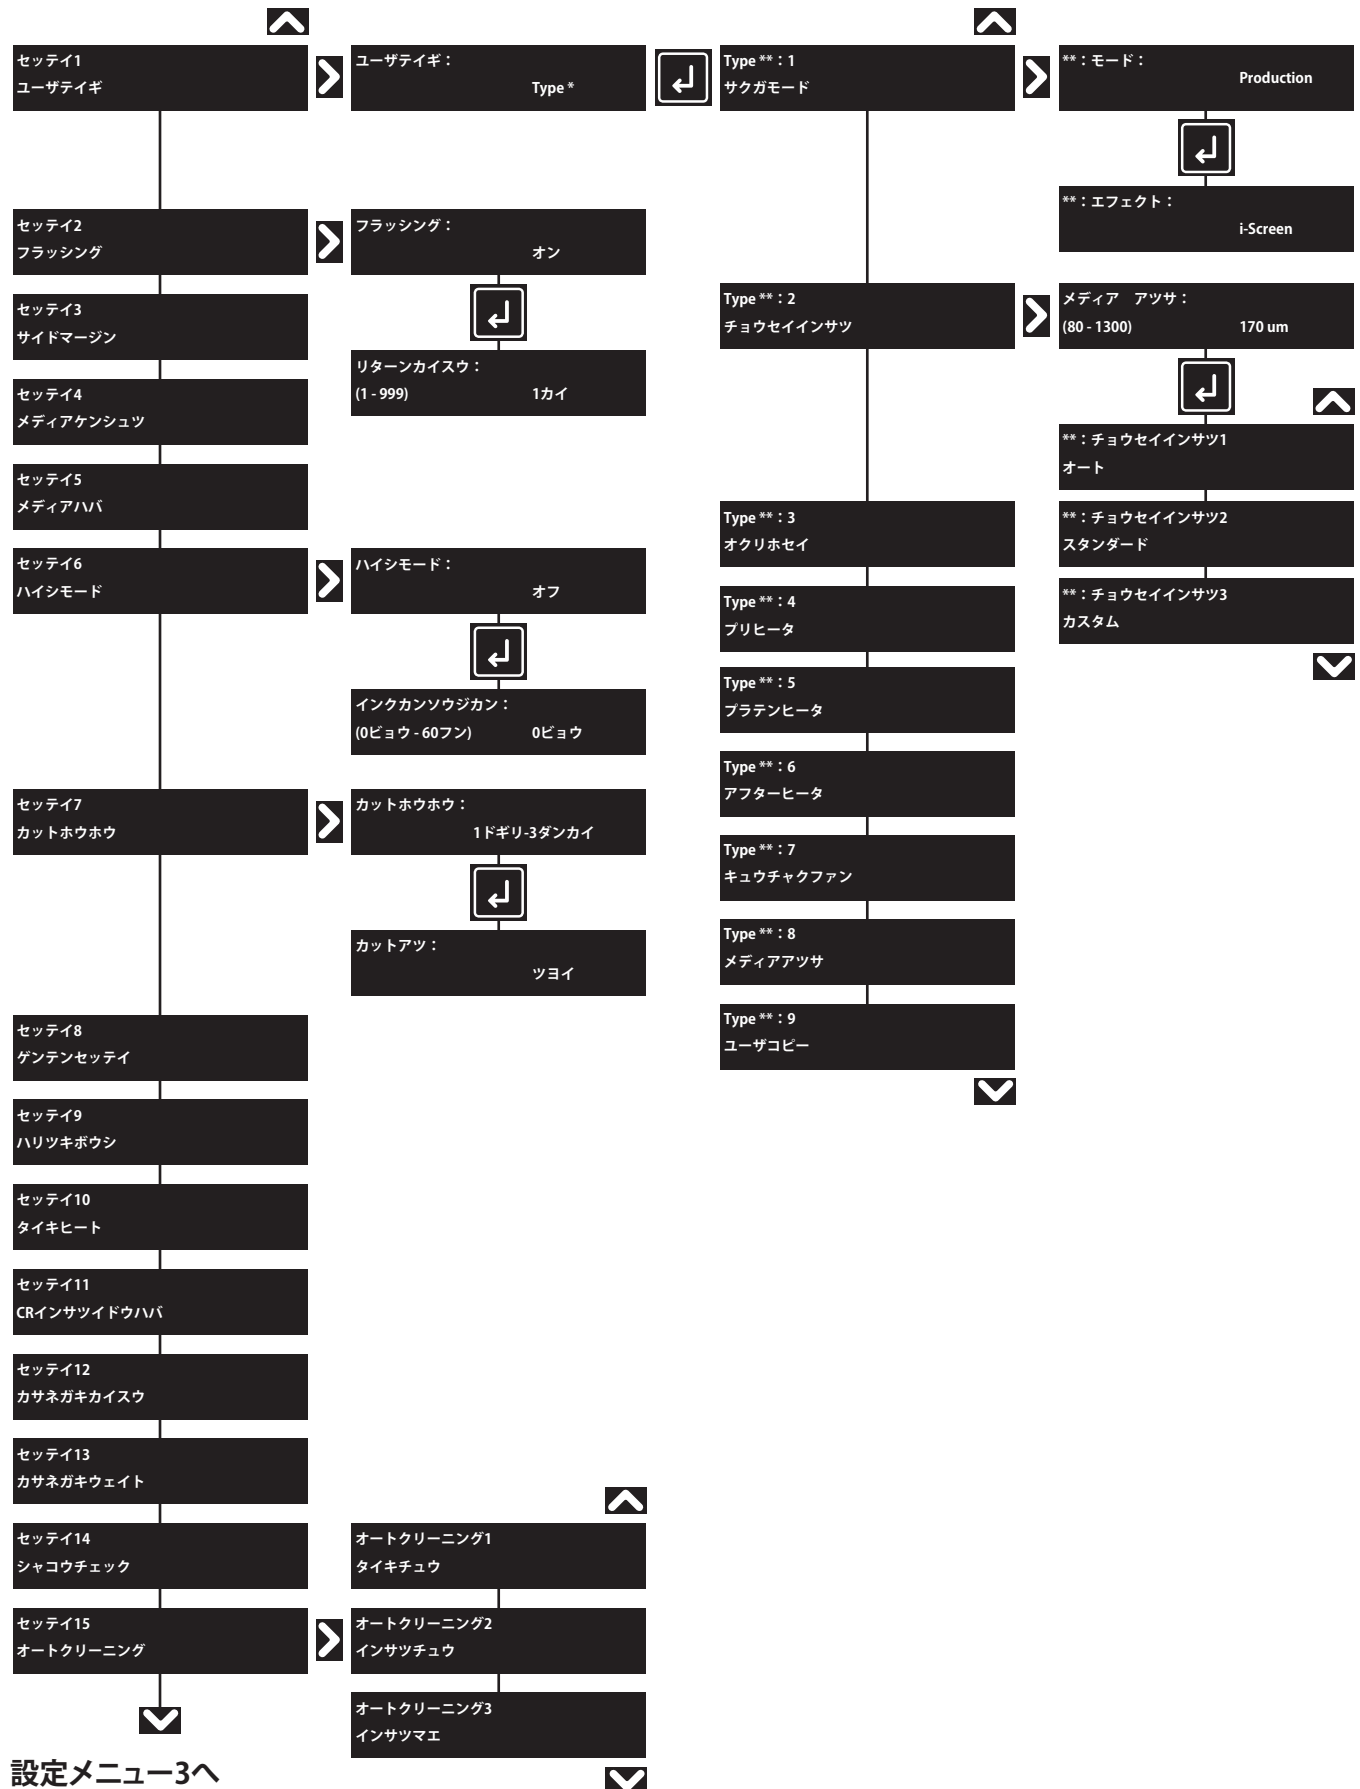 セッテイ1
ユーザテイギ
ユーザテイギ：
Type *
セッテイ2
フラッシング
フラッシング：
オン
リターンカイスウ：
(1 - 999) 1カイ
セッテイ3
サイドマージン
セッテイ4
メディアケンシュツ
セッテイ5
メディアハバ
セッテイ6
ハイシモード
ハイシモード：
オフ
インクカンソウジカン：
(0ビョウ - 60フン) 0ビョウ
セッテイ7
カットホウホウ
カットホウホウ：
1ドギリ-3ダンカイ
カットアツ：
ツヨイ
セッテイ8
ゲンテンセッテイ
セッテイ9
ハリツキボウシ
セッテイ10
タイキヒート
セッテイ11
CRインサツイドウハバ
セッテイ12
カサネガキカイスウ
セッテイ13
カサネガキウェイト
セッテイ14
シャコウチェック
セッテイ15
オートクリーニング
オートクリーニング1
タイキチュウ
オートクリーニング2
インサツチュウ
オートクリーニング3
インサツマエ
設定メニュー3へ
Type **：1
サクガモード
**：モード：
Production
**：エフェクト：
i-Screen
Type **：2
チョウセイインサツ
メディア　アツサ：
(80 - 1300) 170 um
**：チョウセイインサツ1
オート
**：チョウセイインサツ2
スタンダード
**：チョウセイインサツ3
カスタム
Type **：3
オクリホセイ
Type **：4
プリヒータ
Type **：5
プラテンヒータ
Type **：6
アフターヒータ
Type **：7
キュウチャクファン
Type **：8
メディアアツサ
Type **：9
ユーザコピー